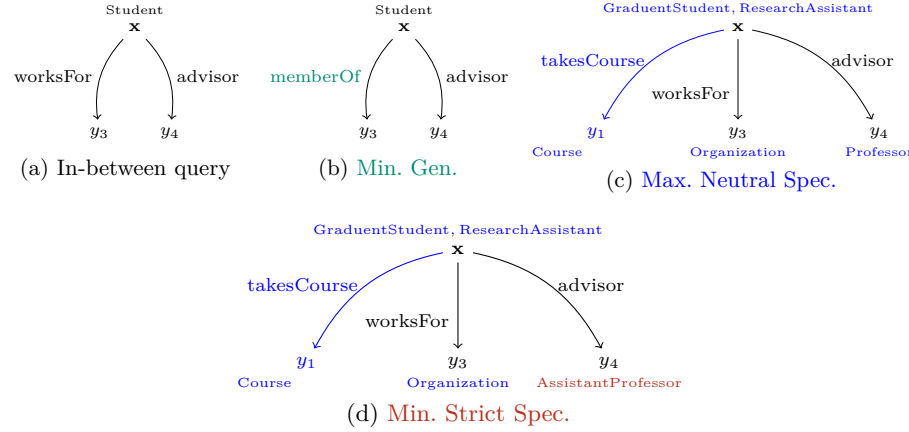 Student
x
worksFor advisor
y3 y4
(a) In-between query
Student
x
memberOf advisor
y3 y4
(b) Min. Gen.
GraduentStudent, ResearchAssistant
x
takesCourse
worksFor
advisor
y1 y3 y4
Course Organization Professor
(c) Max. Neutral Spec.
GraduentStudent, ResearchAssistant
x
takesCourse
worksFor
advisor
y1 y3 y4
Course Organization AssistantProfessor
(d) Min. Strict Spec.